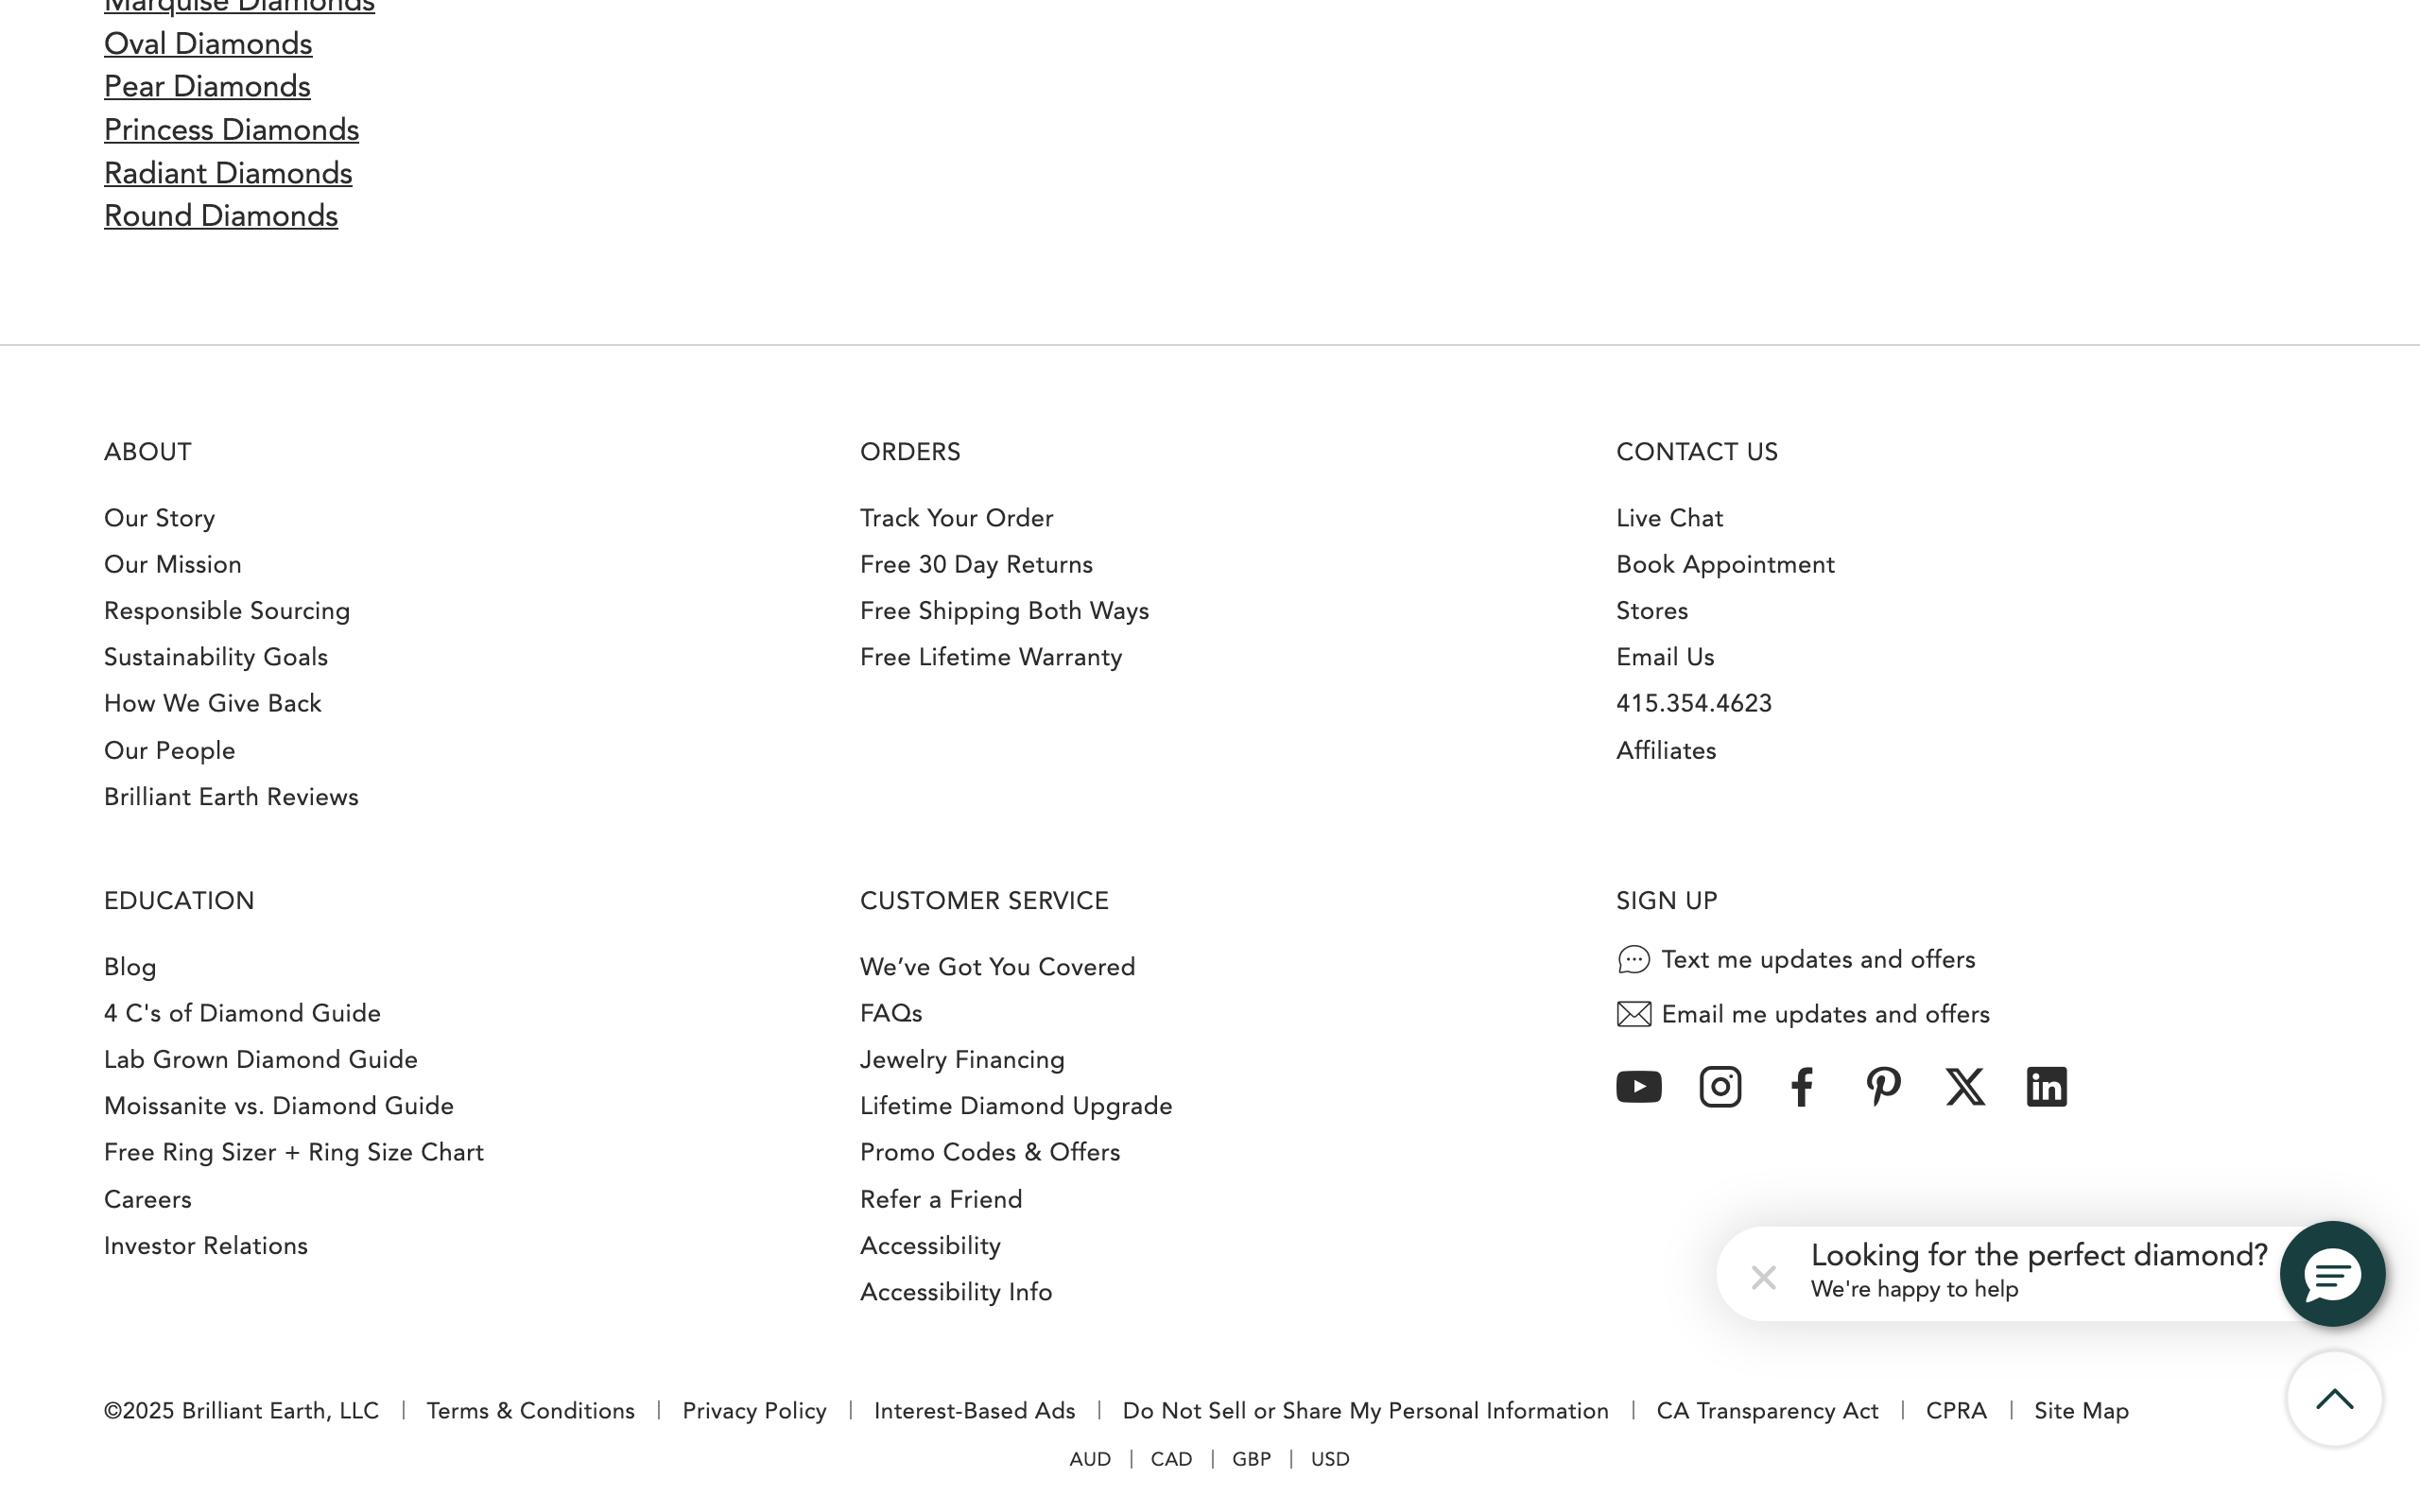 Marquise Diamonds
Oval Diamonds
Pear Diamonds
Princess Diamonds
Radiant Diamonds
Round Diamonds
ABOUT
Our Story
Our Mission
Responsible Sourcing
Sustainability Goals
How We Give Back
Our People
Brilliant Earth Reviews
ORDERS
Track Your Order
Free 30 Day Returns
Free Shipping Both Ways
Free Lifetime Warranty
CONTACT US
Live Chat
Book Appointment
Stores
Email Us
415.354.4623
Affiliates
EDUCATION
Blog
4 C's of Diamond Guide
Lab Grown Diamond Guide
Moissanite vs. Diamond Guide
Free Ring Sizer + Ring Size Chart
Careers
Investor Relations
CUSTOMER SERVICE
We’ve Got You Covered
FAQs
Jewelry Financing
Lifetime Diamond Upgrade
Promo Codes & Offers
Refer a Friend
Accessibility
Accessibility Info
SIGN UP
Text me updates and offers
Email me updates and offers
Looking for the perfect diamond?
We're happy to help
©2025 Brilliant Earth, LLC | Terms & Conditions | Privacy Policy | Interest-Based Ads | Do Not Sell or Share My Personal Information | CA Transparency Act | CPRA | Site Map
AUD | CAD | GBP | USD